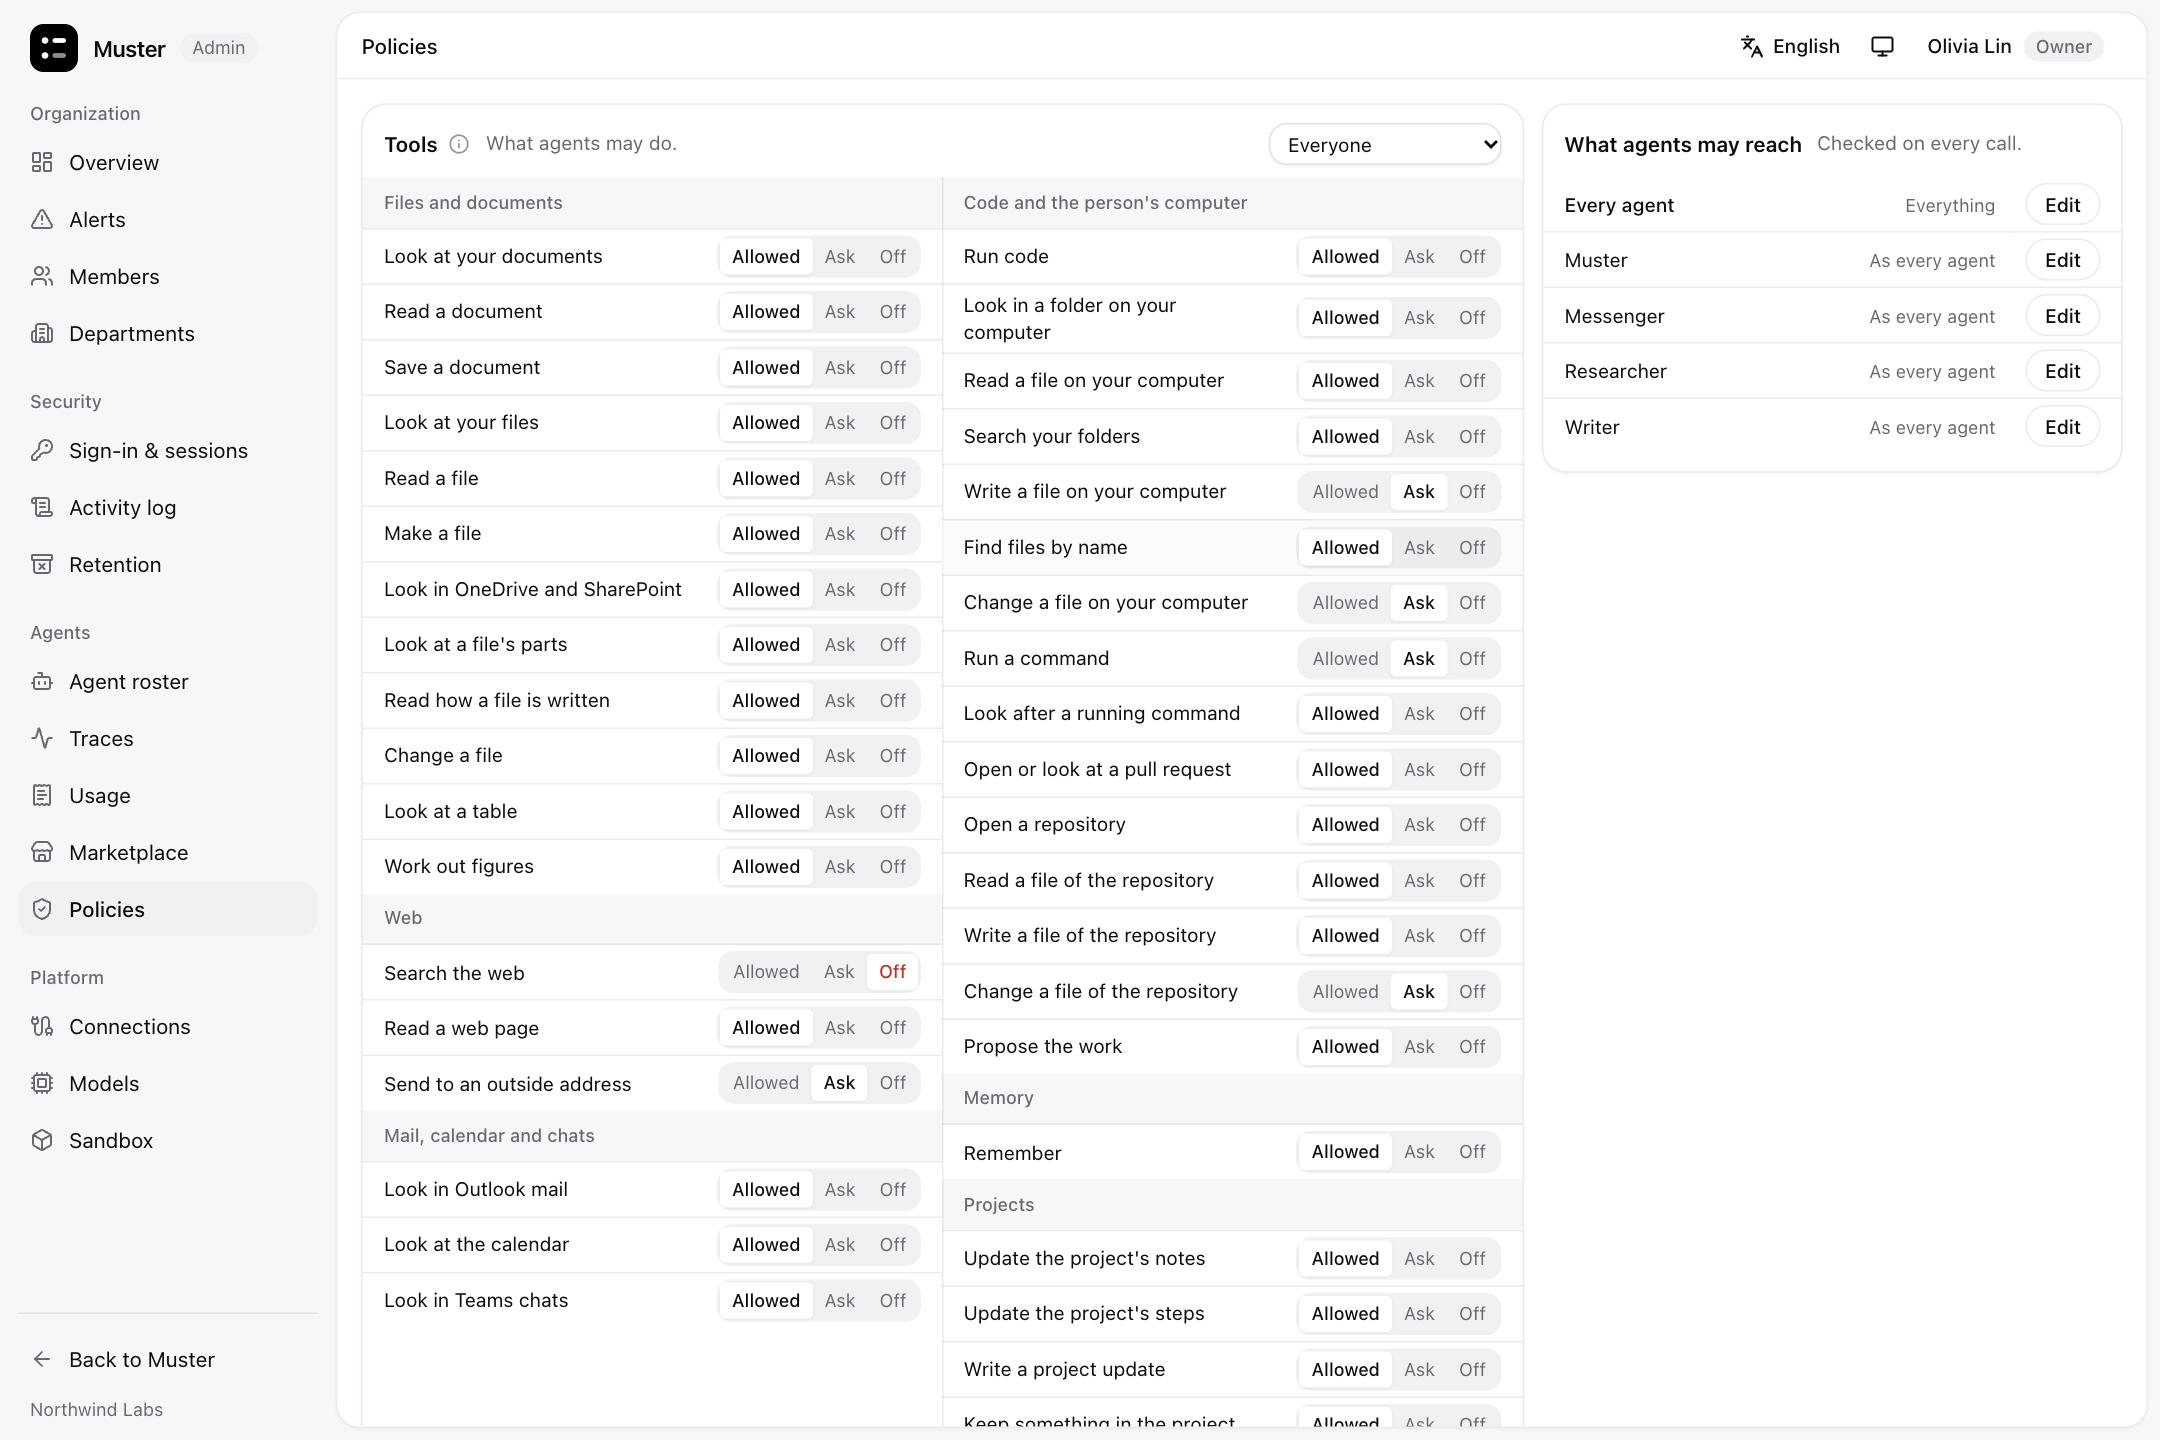 Muster Admin
Organization
Overview
Alerts
Members
Departments
Security
Sign-in & sessions
Activity log
Retention
Agents
Agent roster
Traces
Usage
Marketplace
Policies
Platform
Connections
Models
Sandbox
Back to Muster
Northwind Labs
Policies
English
Olivia Lin Owner
Tools What agents may do. Everyone
Files and documents
Look at your documents Allowed Ask Off
Read a document Allowed Ask Off
Save a document Allowed Ask Off
Look at your files Allowed Ask Off
Read a file Allowed Ask Off
Make a file Allowed Ask Off
Look in OneDrive and SharePoint Allowed Ask Off
Look at a file's parts Allowed Ask Off
Read how a file is written Allowed Ask Off
Change a file Allowed Ask Off
Look at a table Allowed Ask Off
Work out figures Allowed Ask Off
Web
Search the web Allowed Ask Off
Read a web page Allowed Ask Off
Send to an outside address Allowed Ask Off
Mail, calendar and chats
Look in Outlook mail Allowed Ask Off
Look at the calendar Allowed Ask Off
Look in Teams chats Allowed Ask Off
Code and the person's computer
Run code Allowed Ask Off
Look in a folder on your
computer Allowed Ask Off
Read a file on your computer Allowed Ask Off
Search your folders Allowed Ask Off
Write a file on your computer Allowed Ask Off
Find files by name Allowed Ask Off
Change a file on your computer Allowed Ask Off
Run a command Allowed Ask Off
Look after a running command Allowed Ask Off
Open or look at a pull request Allowed Ask Off
Open a repository Allowed Ask Off
Read a file of the repository Allowed Ask Off
Write a file of the repository Allowed Ask Off
Change a file of the repository Allowed Ask Off
Propose the work Allowed Ask Off
Memory
Remember Allowed Ask Off
Projects
Update the project's notes Allowed Ask Off
Update the project's steps Allowed Ask Off
Write a project update Allowed Ask Off
Keep something in the project Allowed Ask Off
What agents may reach Checked on every call.
Every agent Everything Edit
Muster As every agent Edit
Messenger As every agent Edit
Researcher As every agent Edit
Writer As every agent Edit